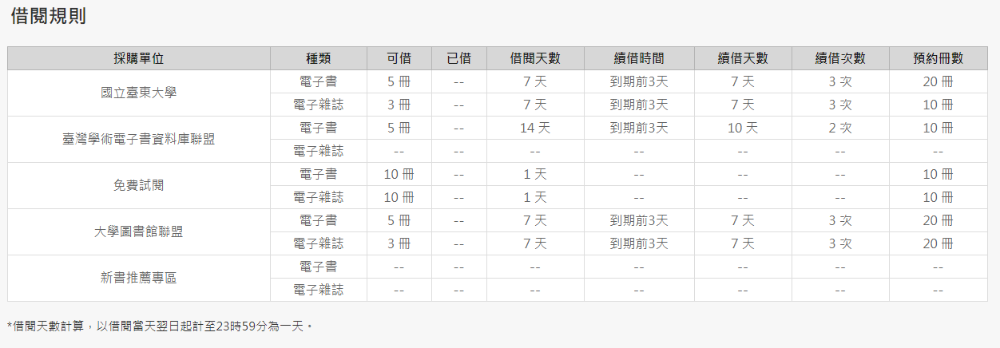 借閱規則
採購單位 種類 可借 已借 借閱天數 續借時間 續借天數 續借次數 預約冊數
國立臺東大學 電子書 5 冊 -- 7 天 到期前3天 7 天 3 次 20 冊
電子雜誌 3 冊 -- 7 天 到期前3天 7 天 3 次 10 冊
臺灣學術電子書資料庫聯盟 電子書 5 冊 -- 14 天 到期前3天 10 天 2 次 10 冊
電子雜誌 -- -- -- -- -- -- --
免費試閱 電子書 10 冊 -- 1 天 -- -- -- 10 冊
電子雜誌 10 冊 -- 1 天 -- -- -- 10 冊
大學圖書館聯盟 電子書 5 冊 -- 7 天 到期前3天 7 天 3 次 20 冊
電子雜誌 3 冊 -- 7 天 到期前3天 7 天 3 次 20 冊
新書推薦專區 電子書 -- -- -- -- -- -- --
電子雜誌 -- -- -- -- -- -- --
*借閱天數計算，以借閱當天翌日起計至23時59分為一天。